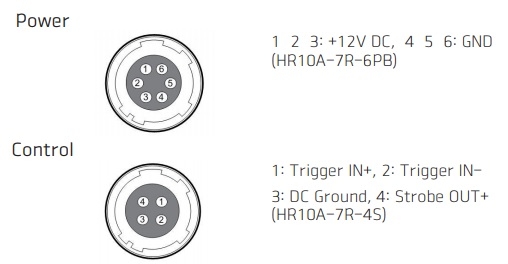 Power
1 2 3: +12V DC, 4 5 6: GND
(HR10A-7R-6PB)
1 6
2 5
3 4
Control
1: Trigger IN+, 2: Trigger IN-
3: DC Ground, 4: Strobe OUT+
(HR10A-7R-4S)
4 1
3 2